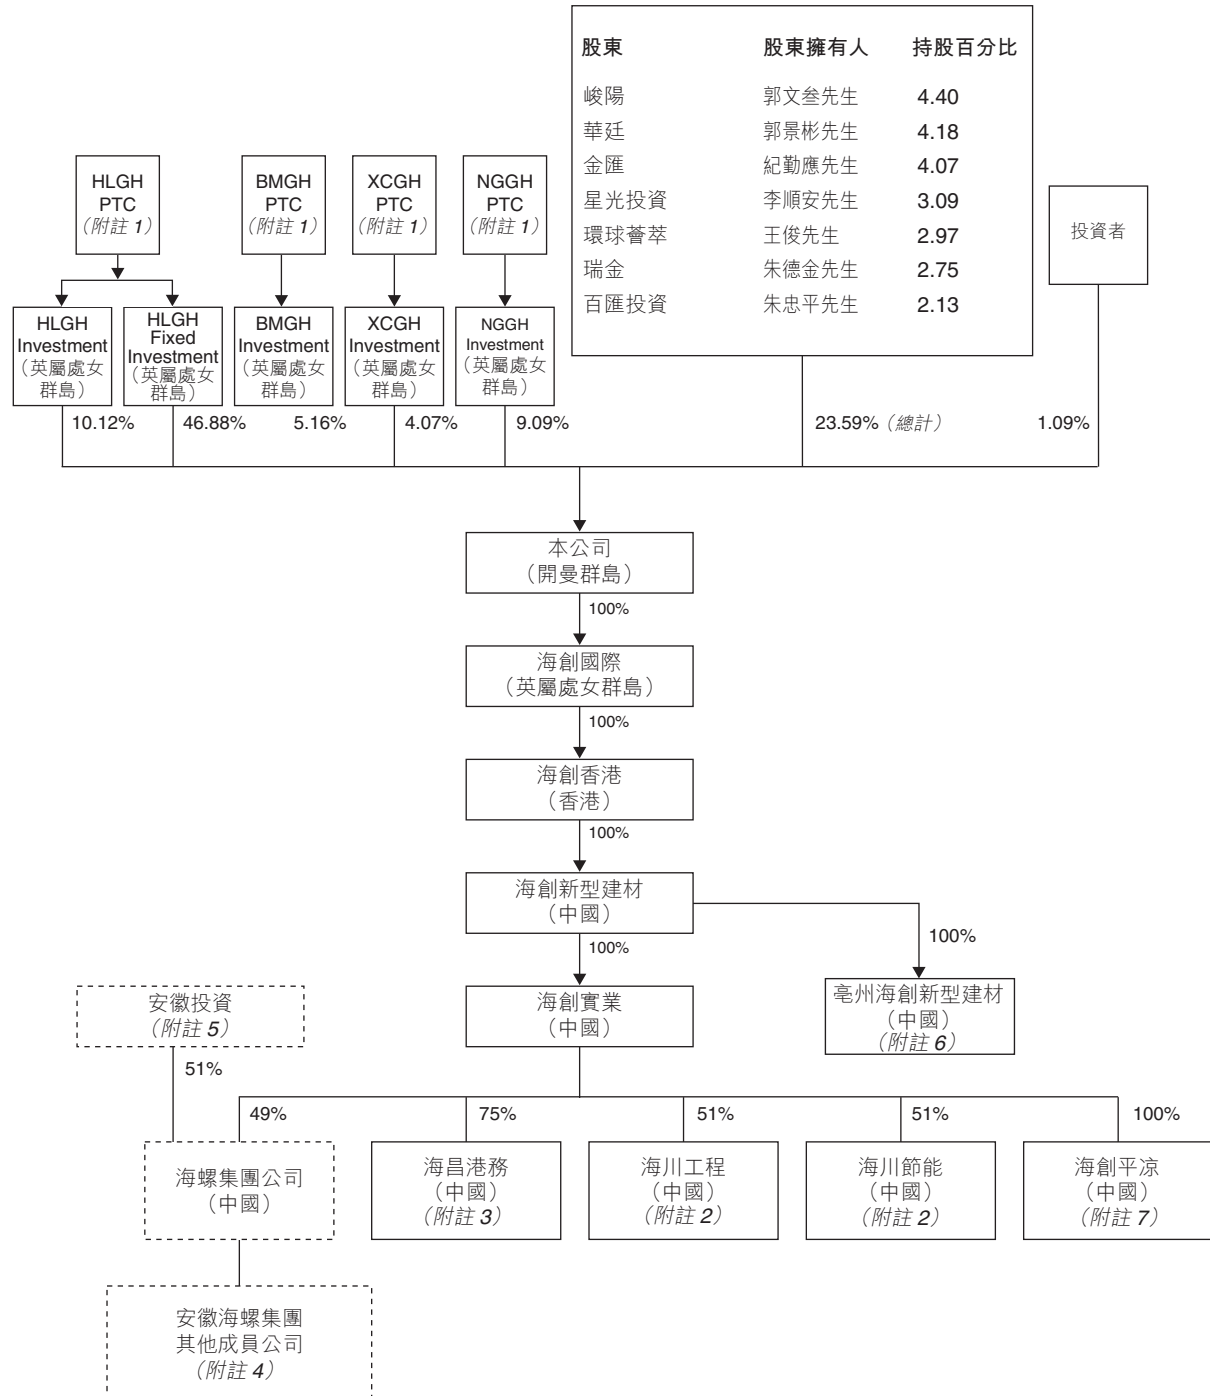 股東 股東擁有人 持股百分比
峻陽 郭文叁先生 4.40
華廷 郭景彬先生 4.18
金匯 紀勤應先生 4.07
星光投資 李順安先生 3.09
環球薈萃 王俊先生 2.97
瑞金 朱德金先生 2.75
百匯投資 朱忠平先生 2.13
HLGH
PTC
（附註 1）
BMGH
PTC
（附註 1）
XCGH
PTC
（附註 1）
NGGH
PTC
（附註 1）
投資者
HLGH
Investment
（英屬處女
群島）
HLGH
Fixed
Investment
（英屬處女
群島）
BMGH
Investment
（英屬處女
群島）
XCGH
Investment
（英屬處女
群島）
NGGH
Investment
（英屬處女
群島）
10.12% 46.88% 5.16% 4.07% 9.09% 23.59%（總計） 1.09%
本公司
（開曼群島）
100%
海創國際
（英屬處女群島）
100%
海創香港
（香港）
100%
海創新型建材
（中國）
100%
100%
安徽投資
（附註 5）
海創實業
（中國）
亳州海創新型建材
（中國）
（附註 6）
51%
49% 75% 51% 51% 100%
海螺集團公司
（中國）
海昌港務
（中國）
（附註 3）
海川工程
（中國）
（附註 2）
海川節能
（中國）
（附註 2）
海創平凉
（中國）
（附註 7）
安徽海螺集團
其他成員公司
（附註 4）